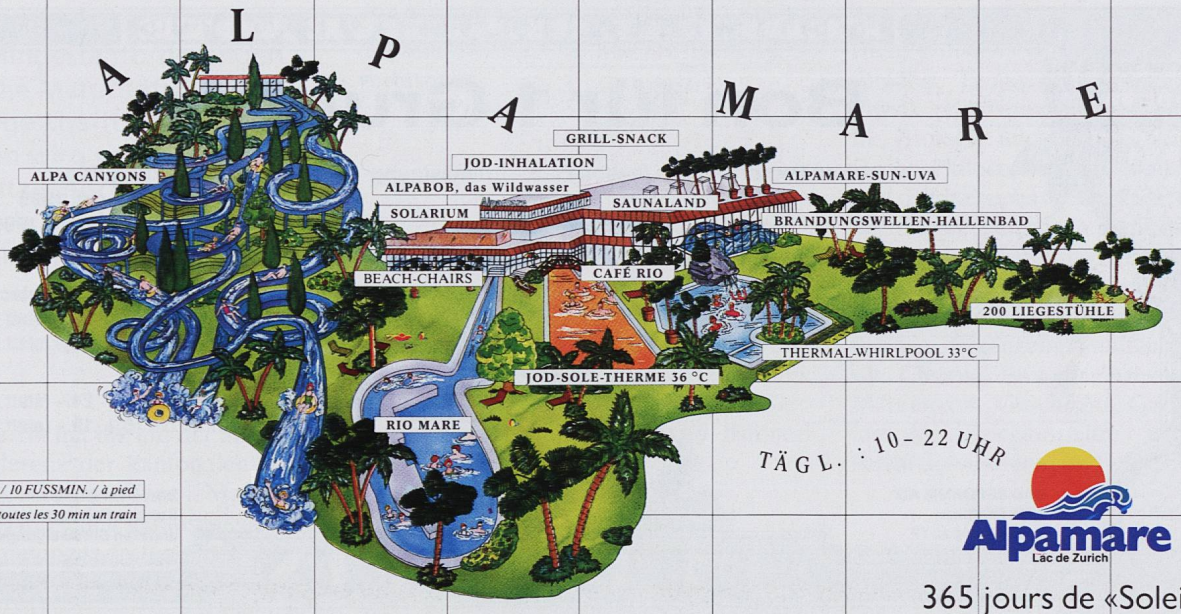 ALPAMARE
GRILL-SNACK
JOD-INHALATION
ALPA CANYONS
ALPABOB, das Wildwasser
ALPAMARE-SUN-UVA
SOLARIUM
Alpamare
SAUNALAND
BRANDUNGSWELLEN-HALLENBAD
BEACH-CHAIRS
CAFÉ RIO
200 LIEGESTÜHLE
THERMAL-WHIRLPOOL 33°C
JOD-SOLE-THERME 36 °C
RIO MARE
TÄGL. : 10-22 UHR
/ 10 FUSSMIN. / à pied
toutes les 30 min un train
Alpamare
Lac de Zurich
365 jours de «Solei